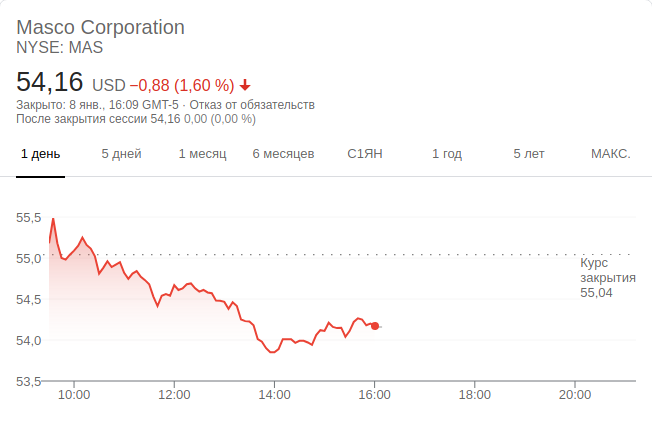 Masco Corporation
NYSE: MAS
54,16 USD −0,88 (1,60 %)
Закрыто: 8 янв., 16:09 GMT-5 · Отказ от обязательств
После закрытия сессии 54,16 0,00 (0,00 %)
1 день 5 дней 1 месяц 6 месяцев С1ЯН 1 год 5 лет МАКС.
55,5
55,0
Курс
закрытия
55,04
54,5
54,0
53,5
10:00 12:00 14:00 16:00 18:00 20:00